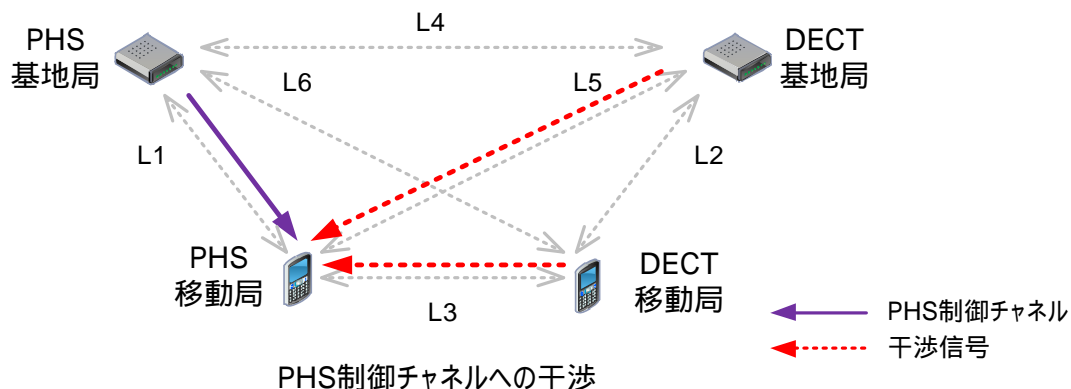 PHS
基地局
L4
DECT
基地局
L6
L5
L1
L2
PHS
移動局
DECT
移動局
L3
PHS制御チャネル
干渉信号
PHS制御チャネルへの干渉